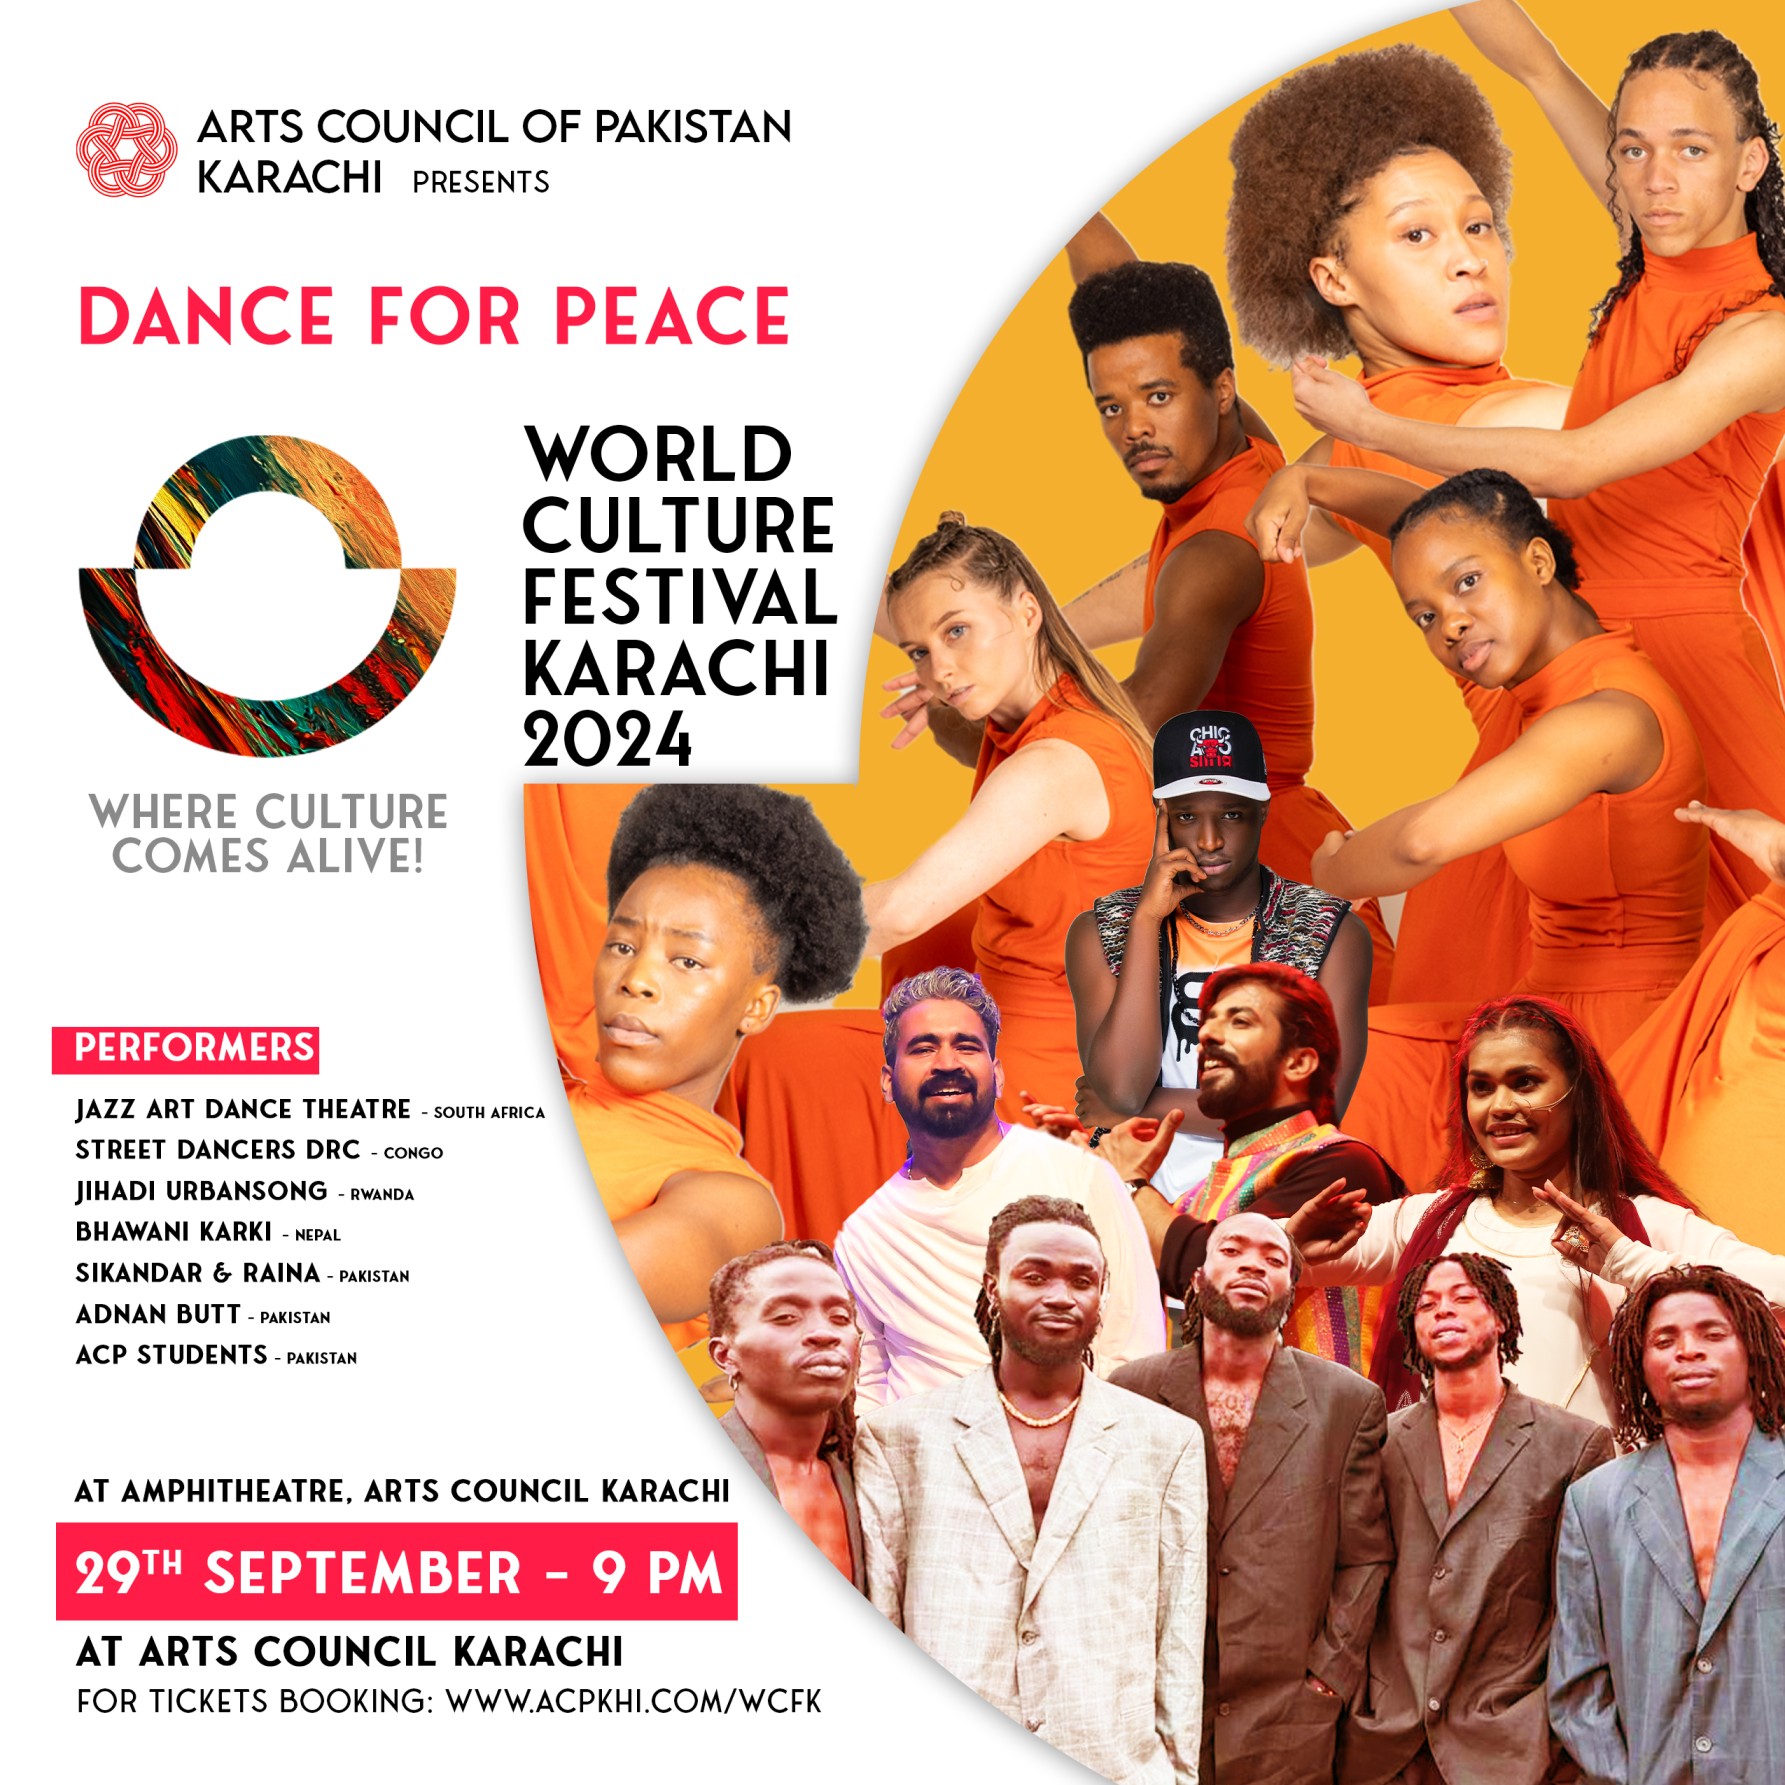 ARTS COUNCIL OF PAKISTAN
KARACHI PRESENTS
DANCE FOR PEACE
WORLD
CULTURE
FESTIVAL
KARACHI
2024
WHERE CULTURE
COMES ALIVE!
PERFORMERS
JAZZ ART DANCE THEATRE - SOUTH AFRICA
STREET DANCERS DRC - CONGO
JIHADI URBANSONG - RWANDA
BHAWANI KARKI - NEPAL
SIKANDAR & RAINA - PAKISTAN
ADNAN BUTT - PAKISTAN
ACP STUDENTS - PAKISTAN
AT AMPHITHEATRE, ARTS COUNCIL KARACHI
29TH SEPTEMBER - 9 PM
AT ARTS COUNCIL KARACHI
FOR TICKETS BOOKING: WWW.ACPKHI.COM/WCFK